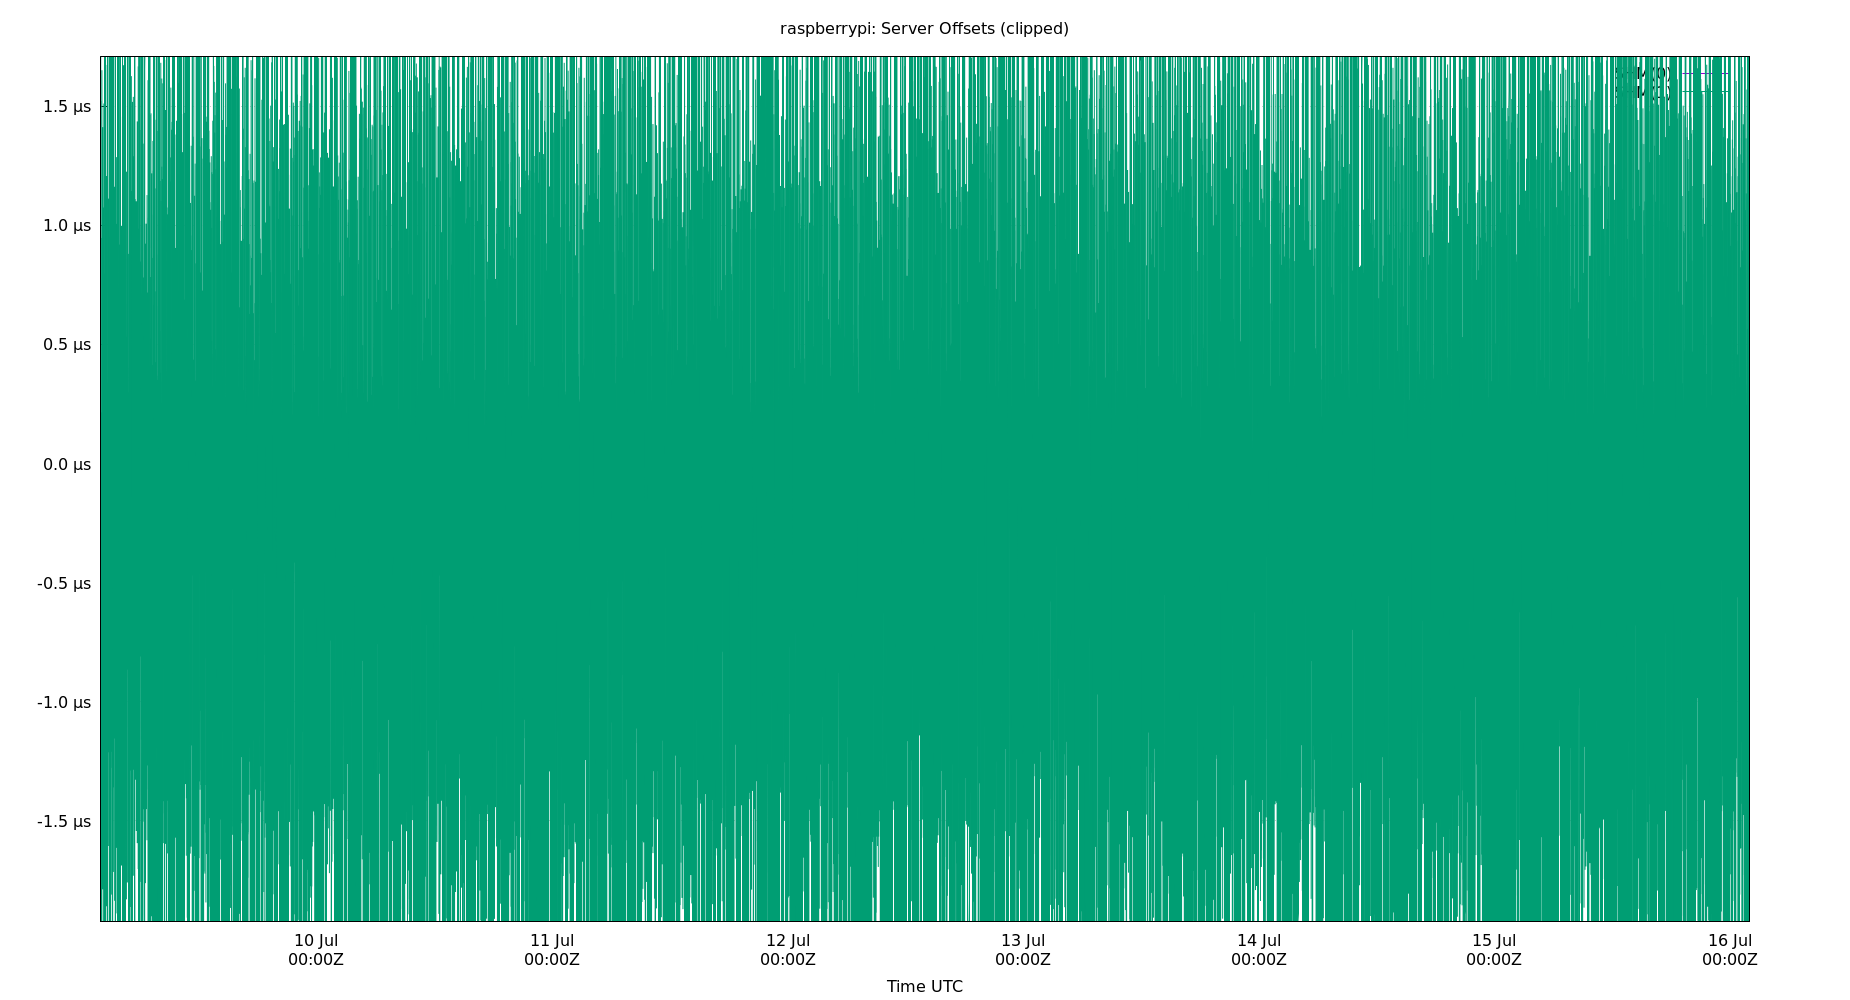 raspberrypi: Server Offsets (clipped)
1.5 µs
1.0 µs
0.5 µs
0.0 µs
-0.5 µs
-1.0 µs
-1.5 µs
10 Jul 11 Jul 12 Jul 13 Jul 14 Jul 15 Jul 16 Jul
00:00Z 00:00Z 00:00Z 00:00Z 00:00Z 00:00Z 00:00Z
Time UTC